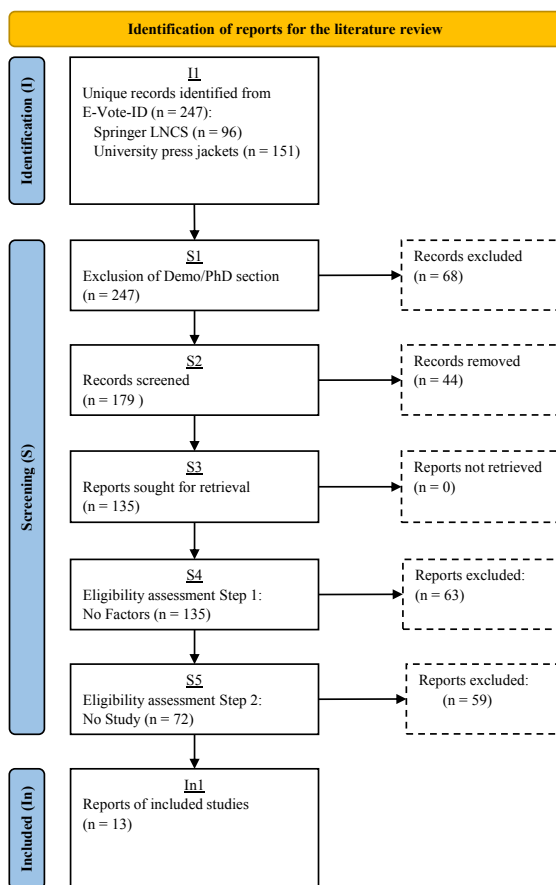 Identification of reports for the literature review
Identification (I)
I1
Unique records identified from
E-Vote-ID (n = 247):
Springer LNCS (n = 96)
University press jackets (n = 151)
Screening (S)
S1
Exclusion of Demo/PhD section
(n = 247)
Records excluded
(n = 68)
S2
Records screened
(n = 179 )
Records removed
(n = 44)
S3
Reports sought for retrieval
(n = 135)
Reports not retrieved
(n = 0)
S4
Eligibility assessment Step 1:
No Factors (n = 135)
Reports excluded:
(n = 63)
S5
Eligibility assessment Step 2:
No Study (n = 72)
Reports excluded:
(n = 59)
Included (In)
In1
Reports of included studies
(n = 13)